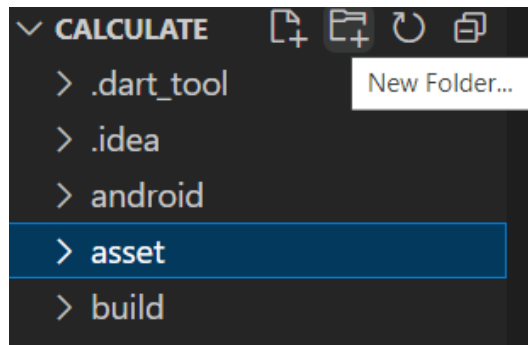 CALCULATE
New Folder...
.dart_tool
.idea
android
asset
build